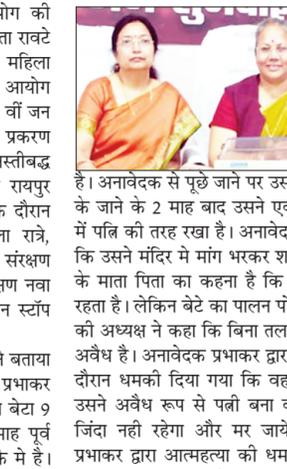 योग की
ता रावटे
महिला
आयोग
वीं जन
प्रकरण
स्तीबद्ध
रायपुर
दौरान
ला रात्रे,
संरक्षण
क्षण नवा
न स्टॉप
ने बताया
प्रभाकर
बेटा 9
माह पूर्व
के मे है।
है। अनावेदक से पूछे जाने पर उस
के जाने के 2 माह बाद उसने ए
में पत्नि की तरह रखा है। अनावेद
कि उसने मंदिर मे मांग भरकर श
के माता पिता का कहना है कि
रहता है। लेकिन बेटे का पालन पो
की अध्यक्ष ने कहा कि बिना तल
अवैध है। अनावेदक प्रभाकर द्वार
दौरान धमकी दिया गया कि वह
उसने अवैध रूप से पत्नी बना
जिंदा नही रहेगा और मर जाये
प्रभाकर द्वारा आत्महत्या की धम